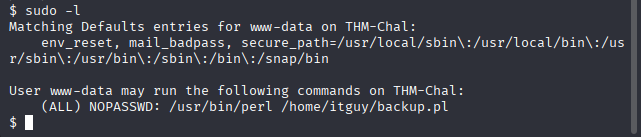 $ sudo -l
Matching Defaults entries for www-data on THM-Chal:
    env_reset, mail_badpass, secure_path=/usr/local/sbin\:/usr/local/bin\:/us
r/sbin\:/usr/bin\:/sbin\:/bin\:/snap/bin

User www-data may run the following commands on THM-Chal:
    (ALL) NOPASSWD: /usr/bin/perl /home/itguy/backup.pl
$